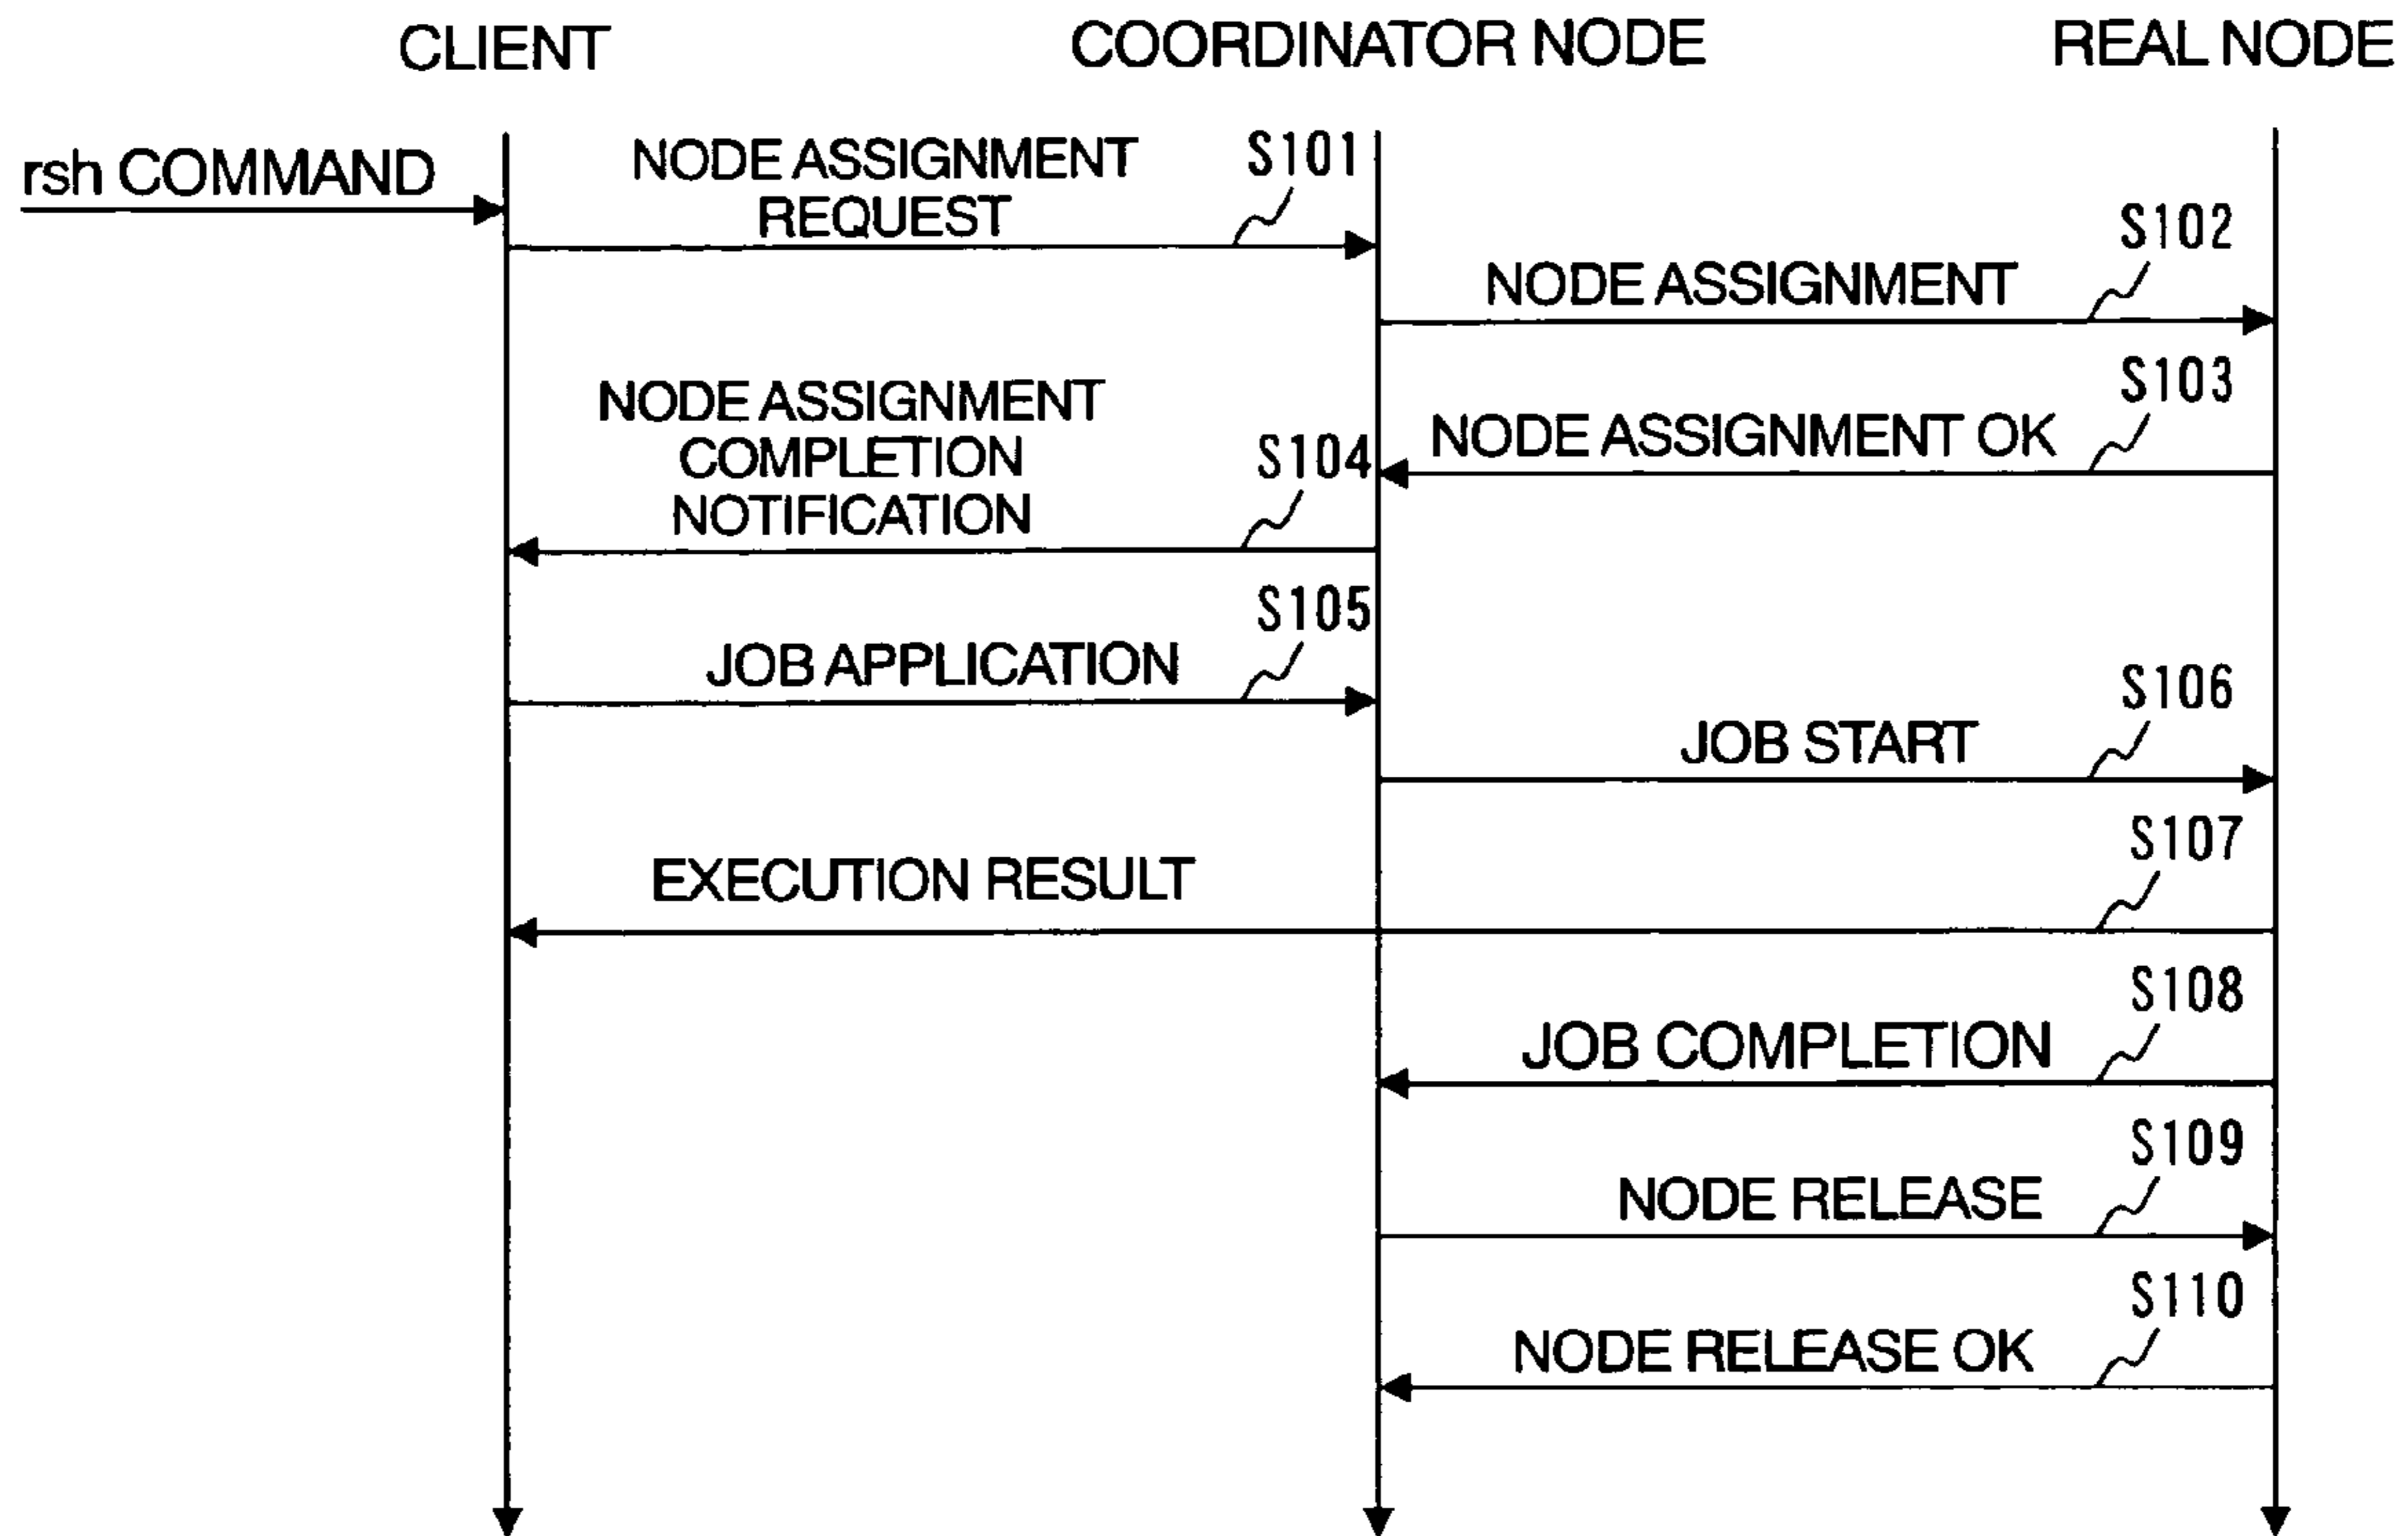 CLIENT
COORDINATOR NODE
REAL NODE
rsh COMMAND
NODE ASSIGNMENT
REQUEST
S101
S102
NODE ASSIGNMENT
S103
NODE ASSIGNMENT OK
NODE ASSIGNMENT
COMPLETION
NOTIFICATION
S104
S105
JOB APPLICATION
S106
JOB START
S107
EXECUTION RESULT
S108
JOB COMPLETION
S109
NODE RELEASE
S110
NODE RELEASE OK